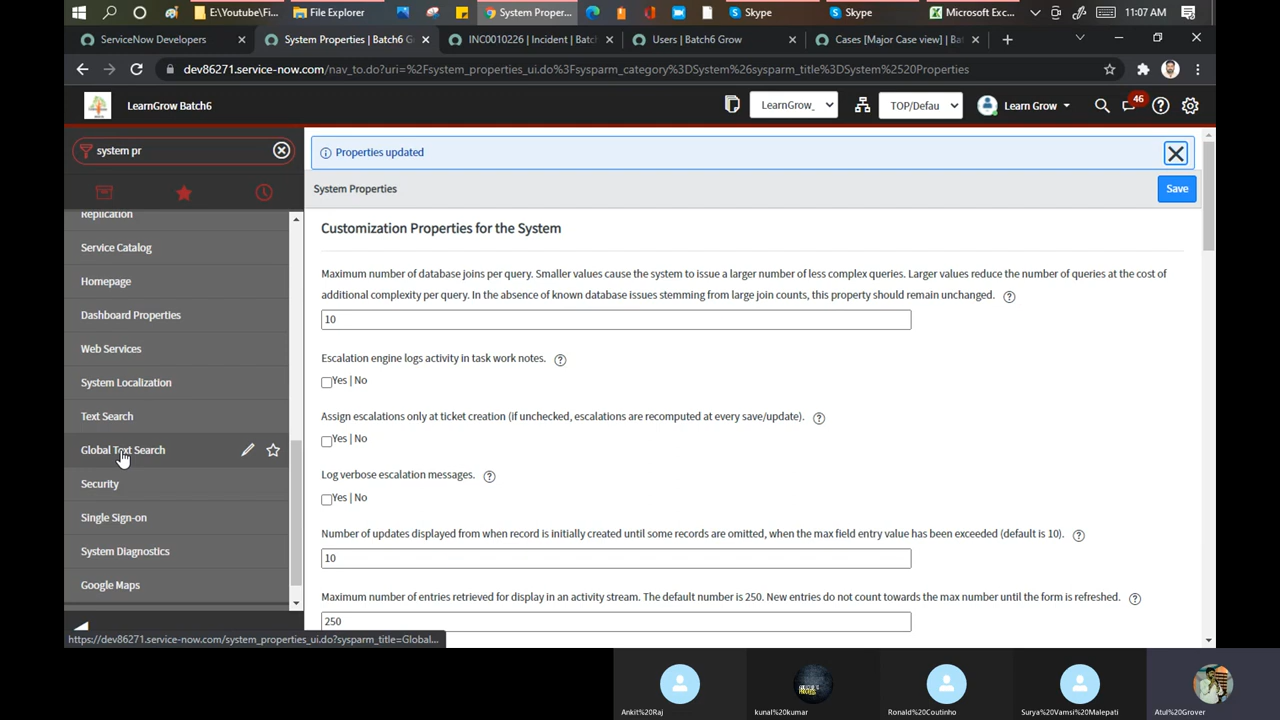 E:\Youtube\Fi...
File Explorer
System Proper...
Skype
Skype
Microsoft Exc...
11:07 AM
ServiceNow Developers
System Properties | Batch6 G
INC0010226 | Incident | Batc
Users | Batch6 Grow
Cases [Major Case view] | Ba
dev86271.service-now.com/nav_to.do?uri=%2Fsystem_properties_ui.do%3Fsysparm_category%3DSystem%26sysparm_title%3DSystem%2520Properties
LearnGrow Batch6
LearnGrow_
TOP/Defau
Learn Grow
46
system pr
Properties updated
System Properties
Save
Replication
Service Catalog
Homepage
Dashboard Properties
Web Services
System Localization
Text Search
Global Text Search
Security
Single Sign-on
System Diagnostics
Google Maps
Customization Properties for the System
Maximum number of database joins per query. Smaller values cause the system to issue a larger number of less complex queries. Larger values reduce the number of queries at the cost of
additional complexity per query. In the absence of known database issues stemming from large join counts, this property should remain unchanged.
10
Escalation engine logs activity in task work notes.
Yes | No
Assign escalations only at ticket creation (if unchecked, escalations are recomputed at every save/update).
Yes | No
Log verbose escalation messages.
Yes | No
Number of updates displayed from when record is initially created until some records are omitted, when the max field entry value has been exceeded (default is 10).
10
Maximum number of entries retrieved for display in an activity stream. The default number is 250. New entries do not count towards the max number until the form is refreshed.
250
https://dev86271.service-now.com/system_properties_ui.do?sysparm_title=Global...
Ankit%20Raj
kunal%20kumar
Ronald%20Coutinho
Surya%20Vamsi%20Malepati
Atul%20Grover